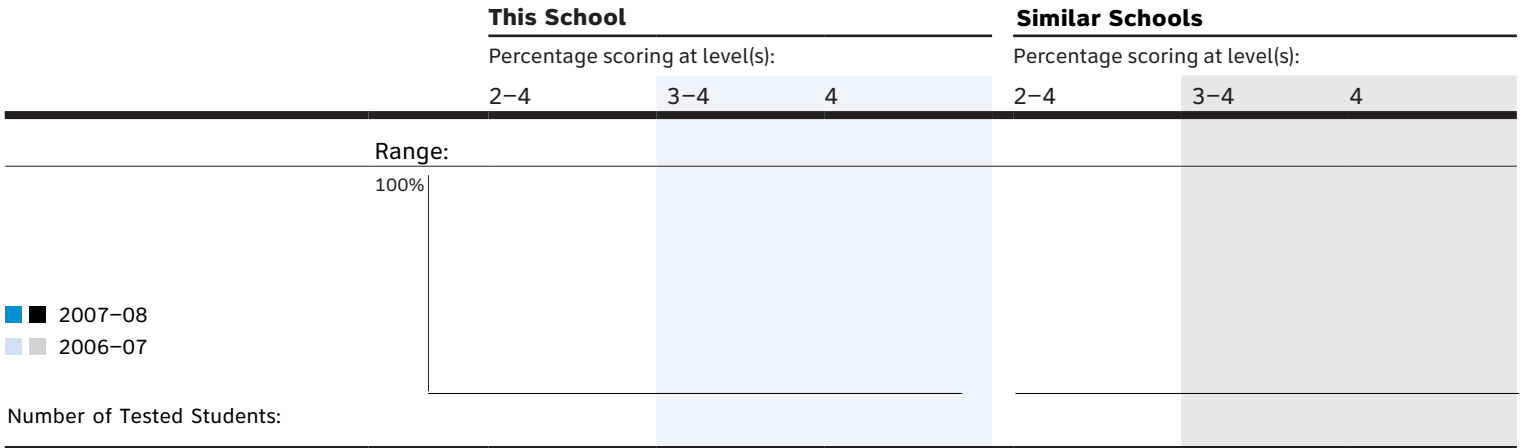 This School Similar Schools
Percentage scoring at level(s): Percentage scoring at level(s):
2–4 3–4 4 2–4 3–4 4
Range:
100%
2007–08
2006–07
Number of Tested Students: